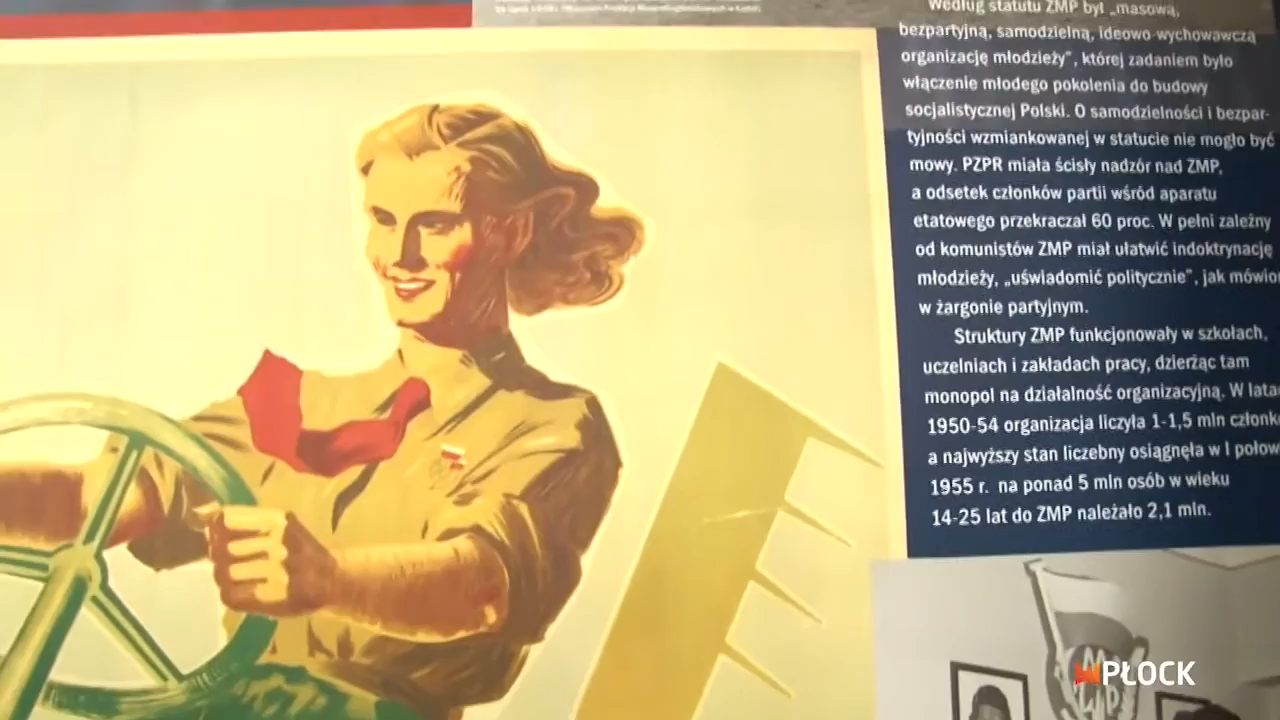 Według statutu ZMP był „masową,
bezpartyjną, samodzielną, ideowo-wychowawczą
organizację młodzieży”, której zadaniem było
włączenie młodego pokolenia do budowy
socjalistycznej Polski. O samodzielności i bezpar-
tyjności wzmiankowanej w statucie nie mogło być
mowy. PZPR miała ścisły nadzór nad ZMP,
a odsetek członków partii wśród aparatu
etatowego przekraczał 60 proc. W pełni zależny
od komunistów ZMP miał ułatwić indoktrynację
młodzieży, „uświadomić politycznie”, jak mówio
w żargonie partyjnym.
Struktury ZMP funkcjonowały w szkołach,
uczelniach i zakładach pracy, dzierżąc tam
monopol na działalność organizacyjną. W lata
1950-54 organizacja liczyła 1-1,5 mln członk
a najwyższy stan liczebny osiągnęła w I połow
1955 r. na ponad 5 mln osób w wieku
14-25 lat do ZMP należało 2,1 mln.
PŁOCK